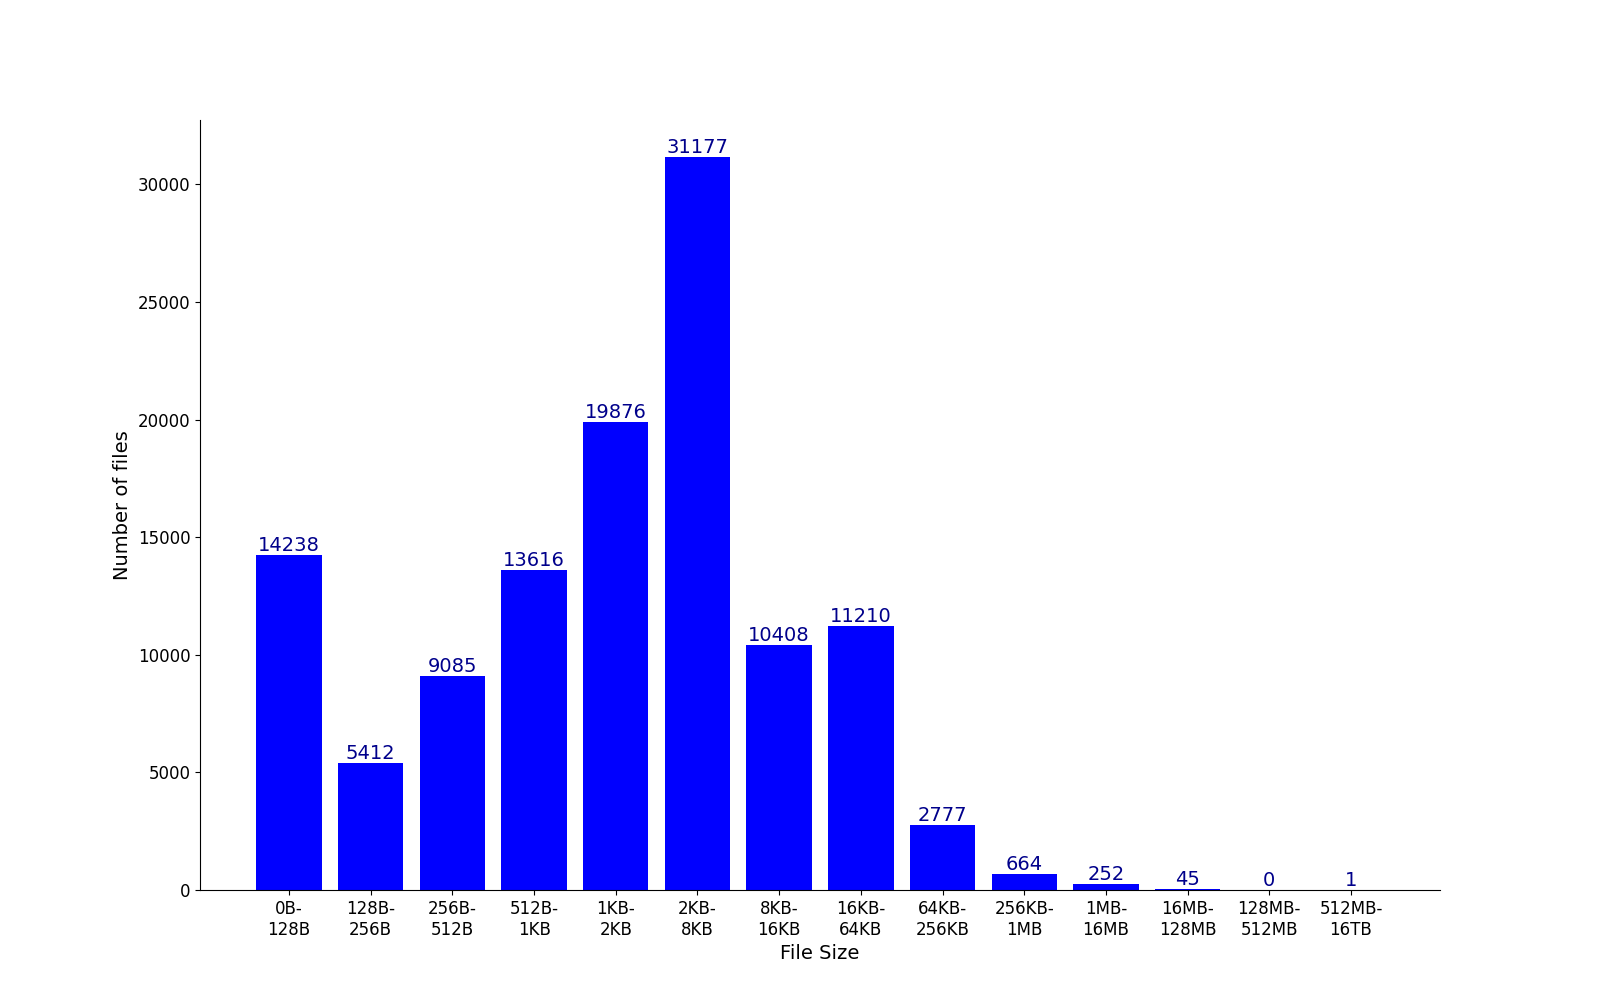 31177
30000
25000
20000
19876
15000
14238
13616
11210
10408
10000
9085
5412
5000
2777
664
252
45
0
1
0
Number of files
0B-
128B
128B-
256B
256B-
512B
512B-
1KB
1KB-
2KB
2KB-
8KB
8KB-
16KB
16KB-
64KB
64KB-
256KB
256KB-
1MB
1MB-
16MB
16MB-
128MB
128MB-
512MB
512MB-
16TB
File Size